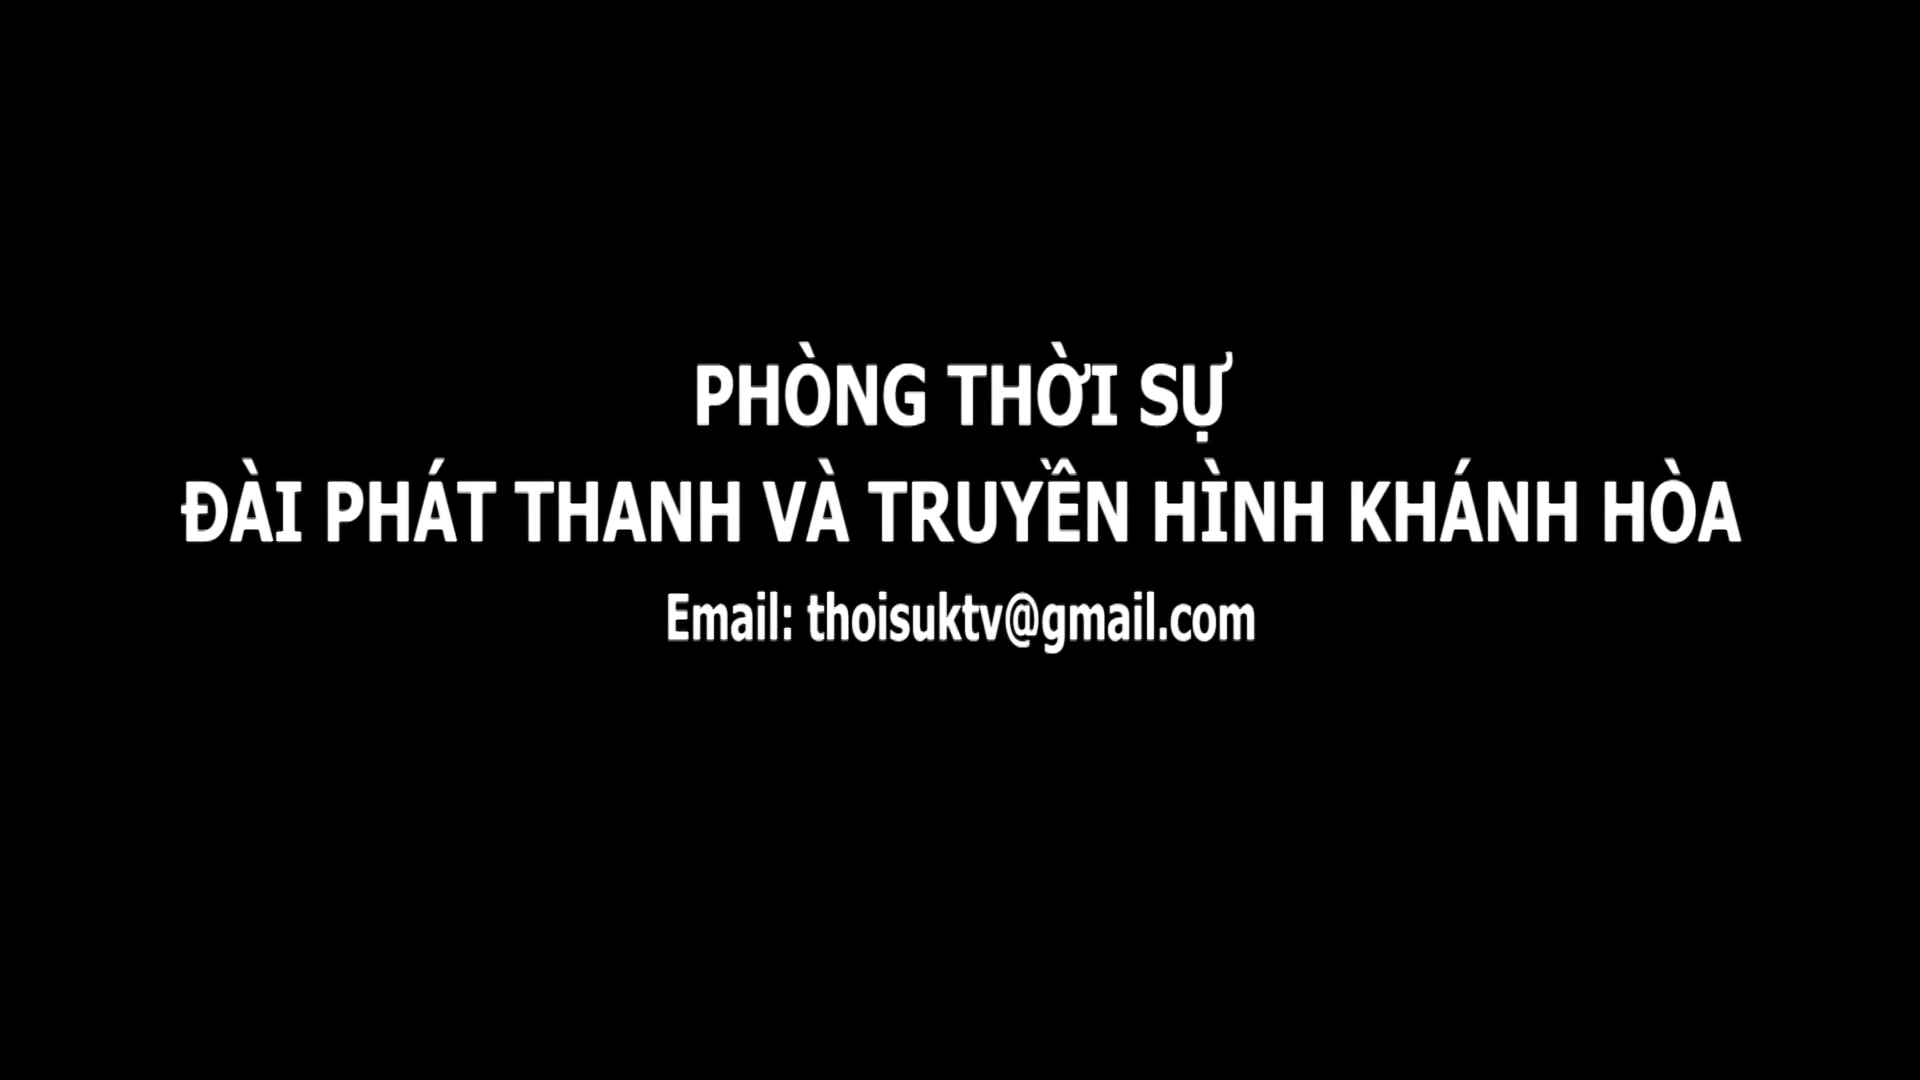 PHÒNG THỜI SỰ
ĐÀI PHÁT THANH VÀ TRUYỀN HÌNH KHÁNH HÒA
Email: thoisuktv@gmail.com